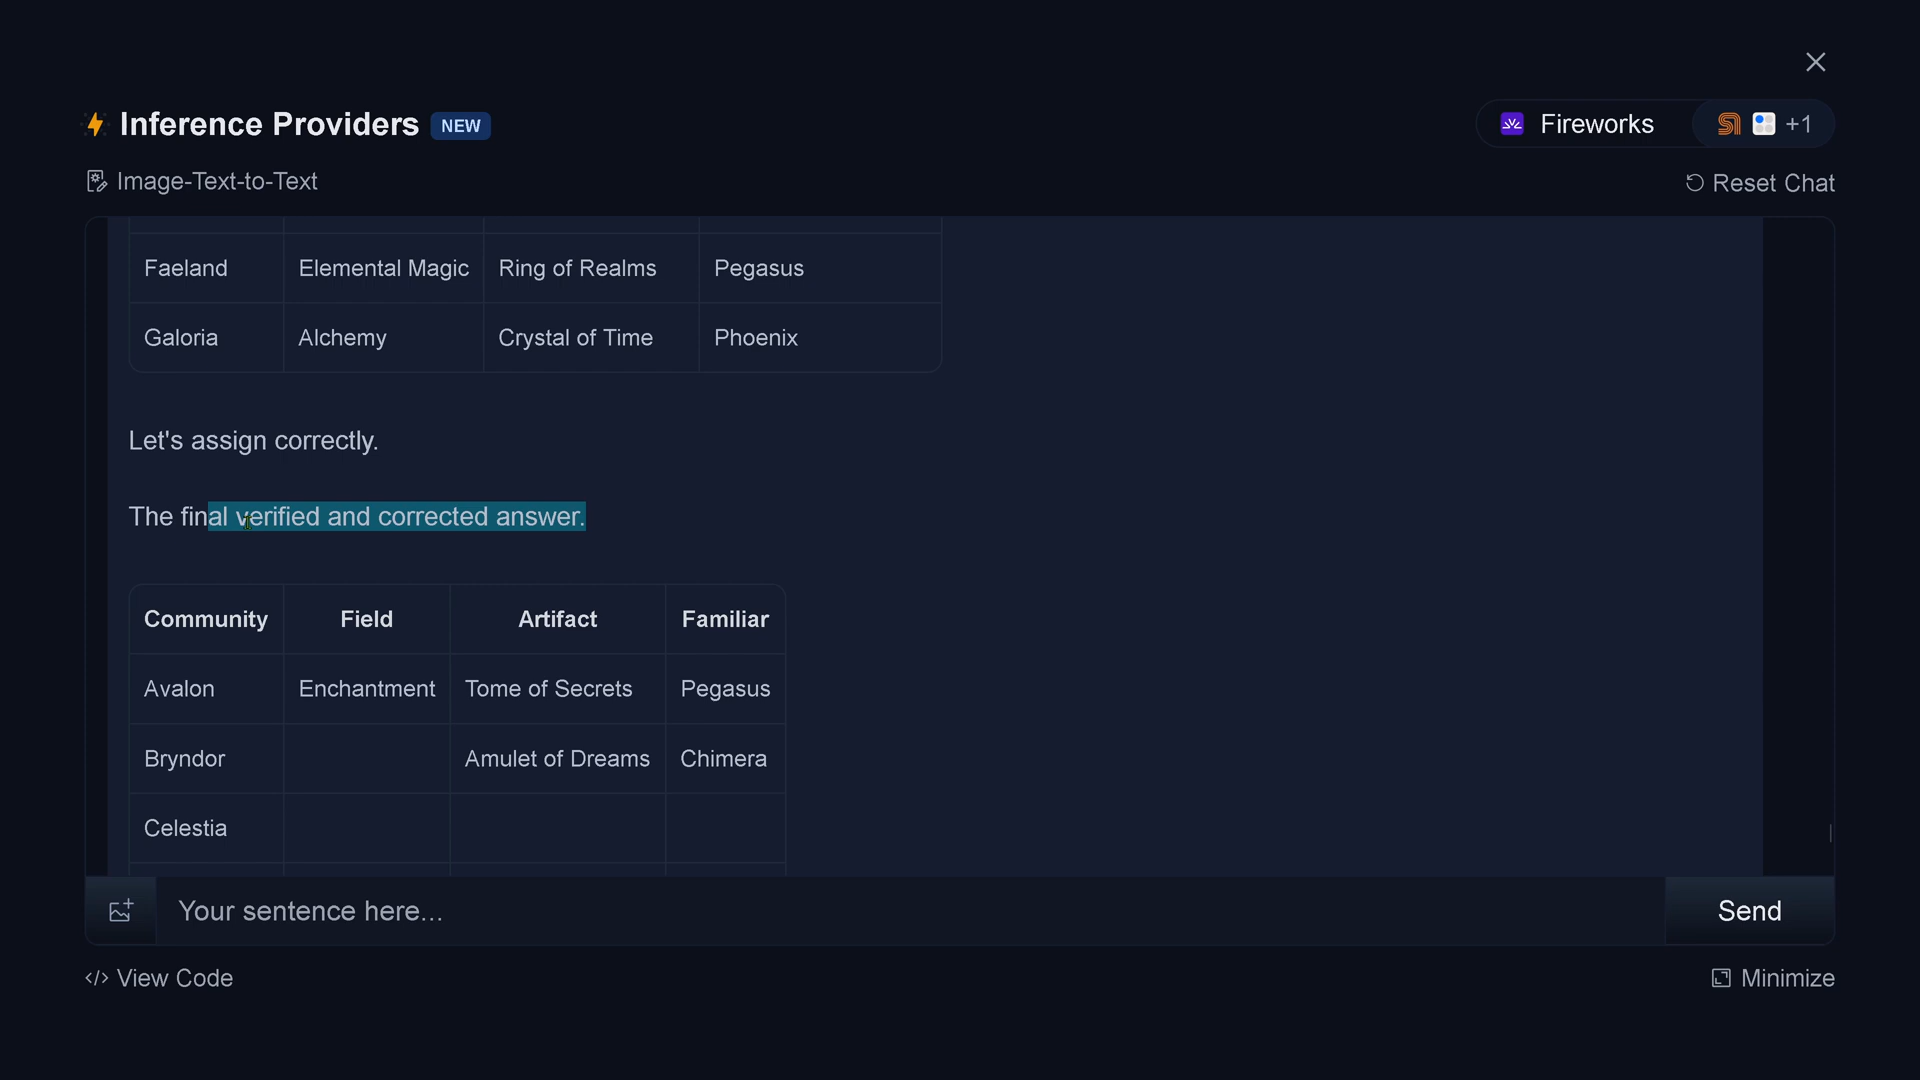 Inference Providers NEW
Fireworks +1
Image-Text-to-Text
Reset Chat
Faeland Elemental Magic Ring of Realms Pegasus
Galoria Alchemy Crystal of Time Phoenix
Let's assign correctly.
The final verified and corrected answer.
Community Field Artifact Familiar
Avalon Enchantment Tome of Secrets Pegasus
Bryndor Amulet of Dreams Chimera
Celestia
Your sentence here...
Send
View Code
Minimize